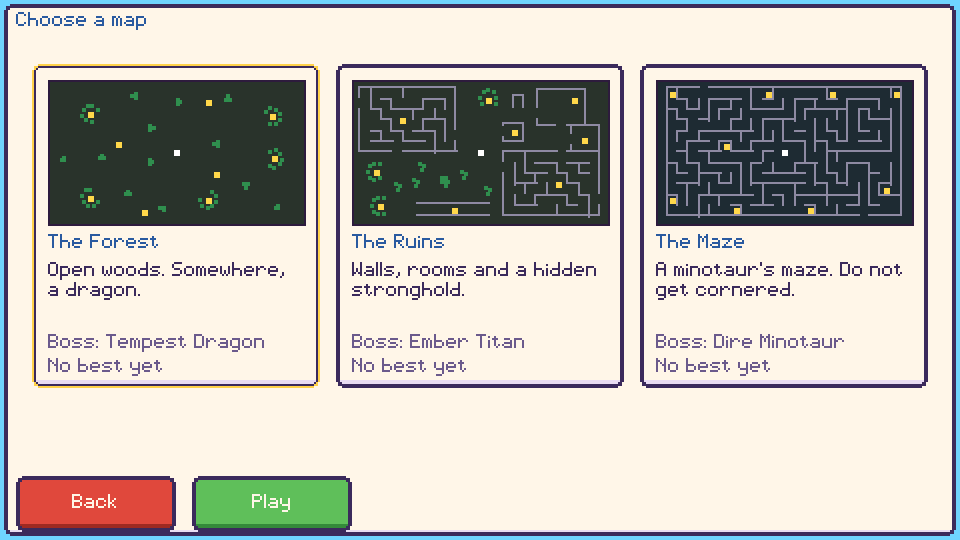 Choose a map
The Forest
Open woods. Somewhere,
a dragon.
Boss: Tempest Dragon
No best yet
The Ruins
Walls, rooms and a hidden
stronghold.
Boss: Ember Titan
No best yet
The Maze
A minotaur's maze. Do not
get cornered.
Boss: Dire Minotaur
No best yet
Back
Play